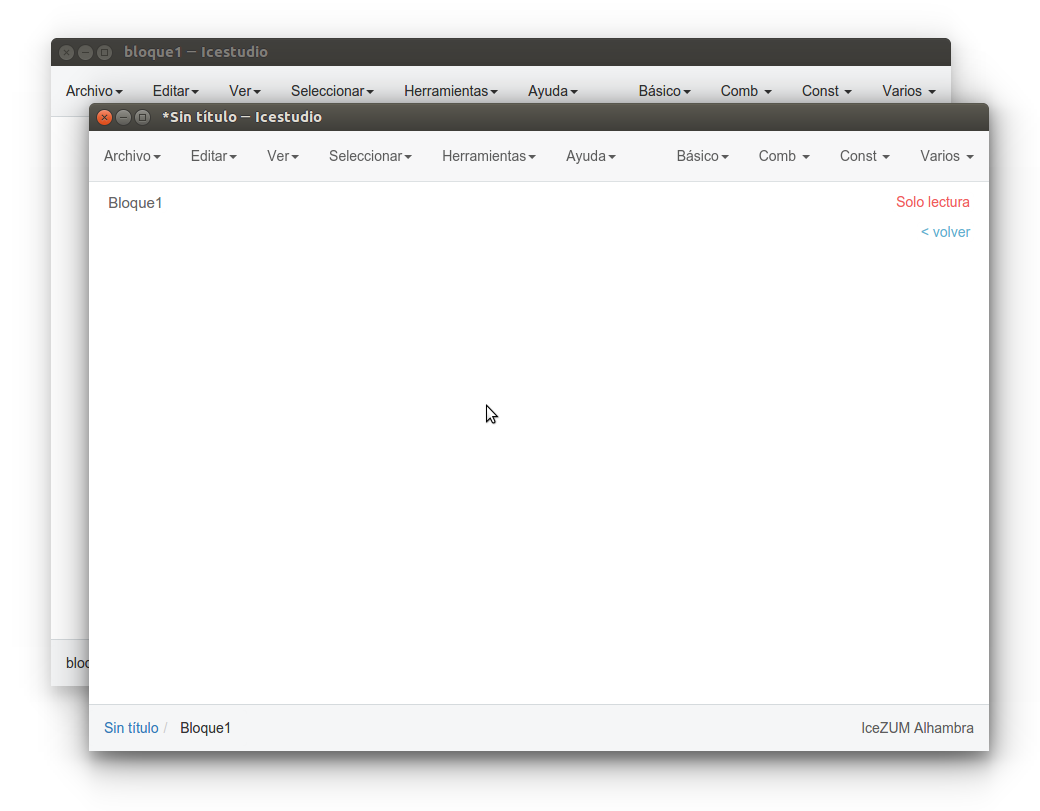 bloque1 – Icestudio
Archivo Editar Ver Seleccionar Herramientas Ayuda Básico Comb Const Varios
*Sin título – Icestudio
Archivo Editar Ver Seleccionar Herramientas Ayuda Básico Comb Const Varios
Bloque1 Solo lectura
< volver
bloq
Sin título / Bloque1 IceZUM Alhambra